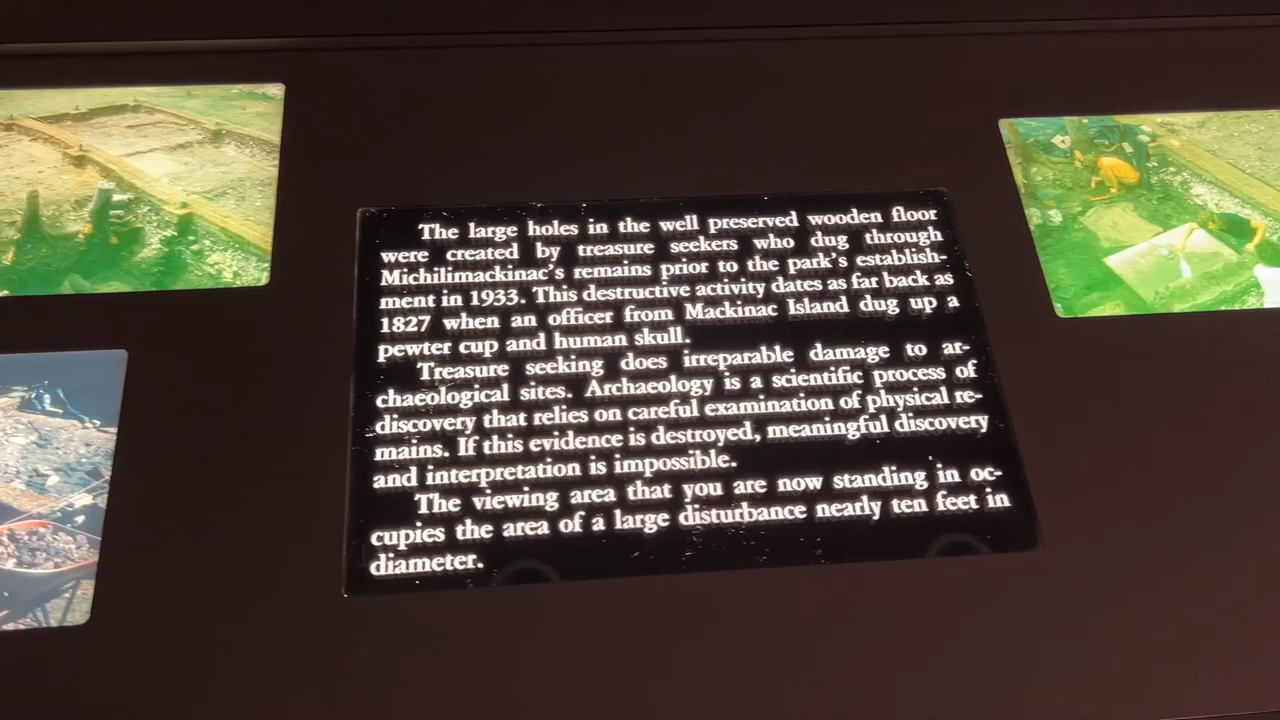 The large holes in the well preserved wooden floor
were created by treasure seekers who dug through
Michilimackinac's remains prior to the park's establish-
ment in 1933. This destructive activity dates as far back as
1827 when an officer from Mackinac Island dug up a
pewter cup and human skull.
Treasure seeking does irreparable damage to ar-
chaeological sites. Archaeology is a scientific process of
discovery that relies on careful examination of physical re-
mains. If this evidence is destroyed, meaningful discovery
and interpretation is impossible.
The viewing area that you are now standing in oc-
cupies the area of a large disturbance nearly ten feet in
diameter.